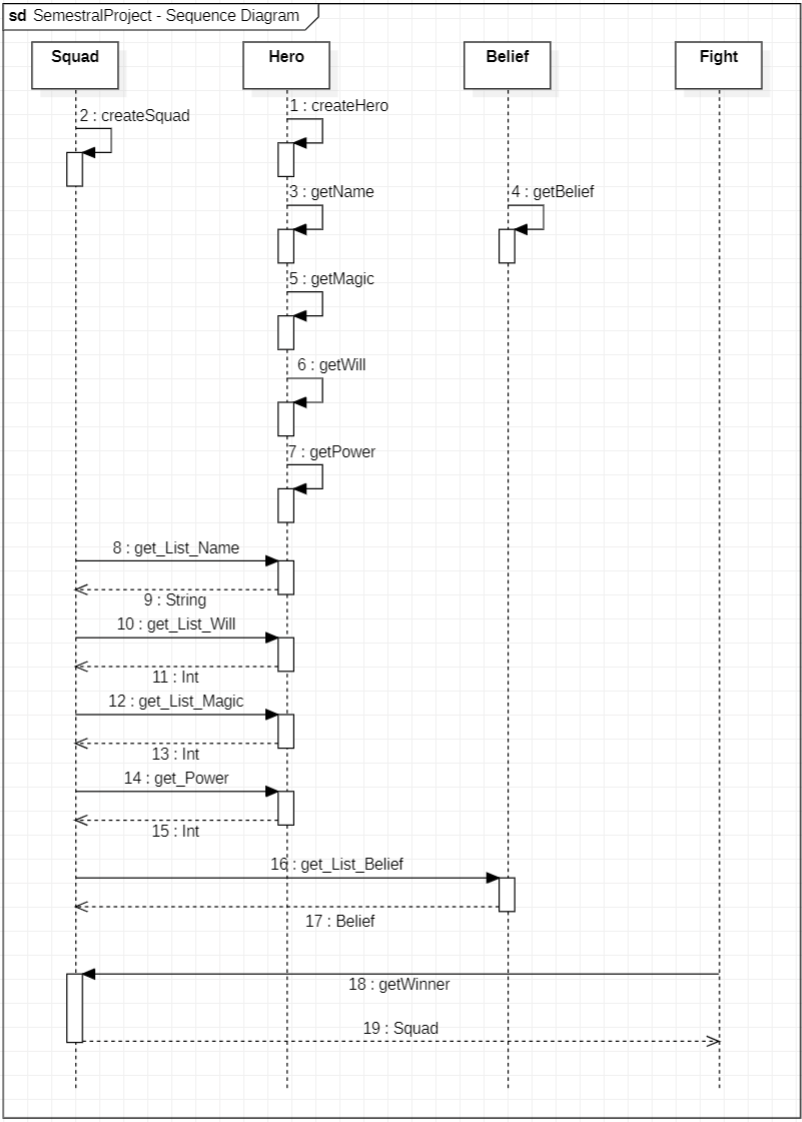 sd SemestralProject - Sequence Diagram
Squad
Hero
Belief
Fight
1 : createHero
2 : createSquad
3 : getName
4 : getBelief
5 : getMagic
6 : getWill
7 : getPower
8 : get_List_Name
9 : String
10 : get_List_Will
11 : Int
12 : get_List_Magic
13 : Int
14 : get_Power
15 : Int
16 : get_List_Belief
17 : Belief
18 : getWinner
19 : Squad